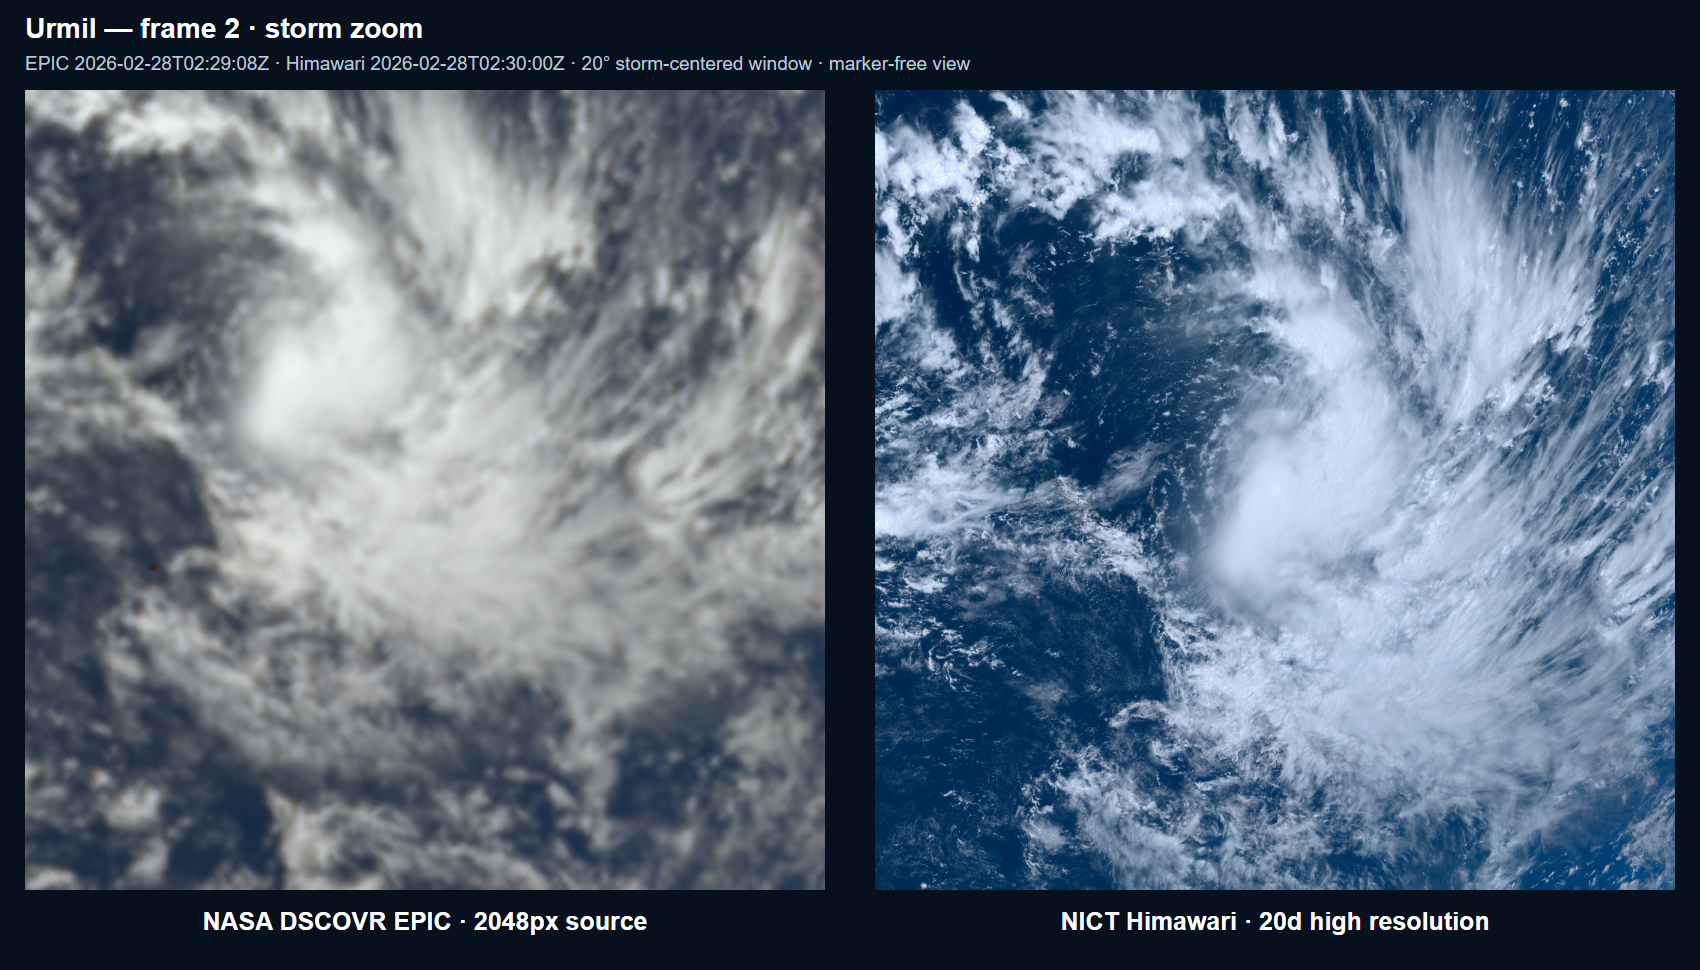 Urmil — frame 2 · storm zoom
EPIC 2026-02-28T02:29:08Z · Himawari 2026-02-28T02:30:00Z · 20° storm-centered window · marker-free view
NASA DSCOVR EPIC · 2048px source
NICT Himawari · 20d high resolution